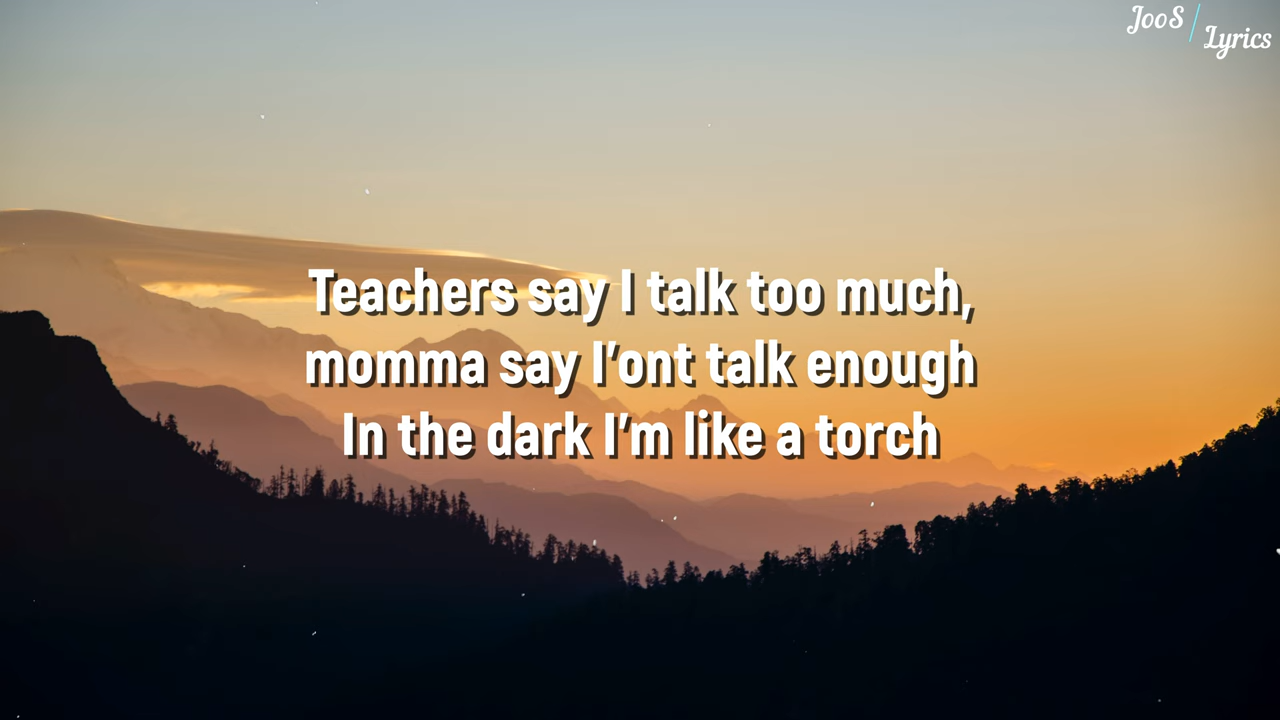 JooS / Lyrics
Teachers say I talk too much,
momma say I'ont talk enough
In the dark I'm like a torch